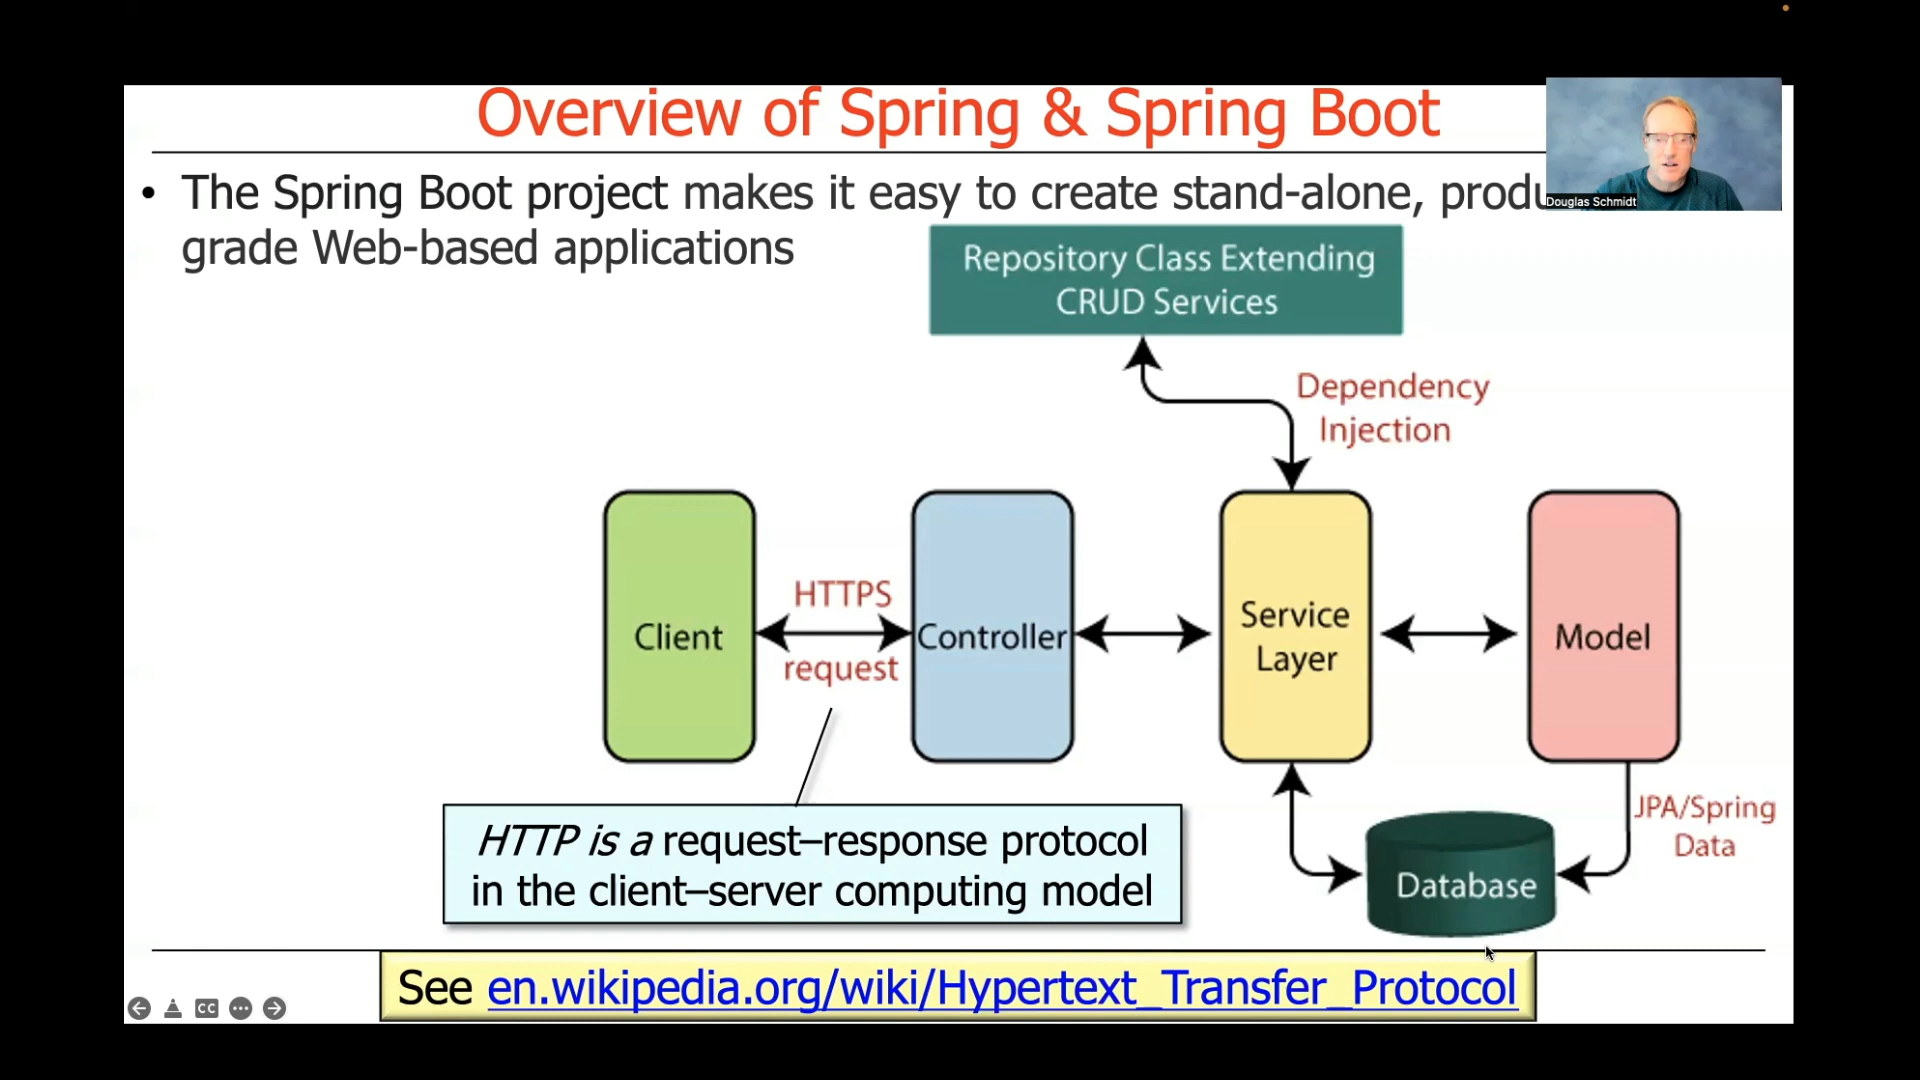 Overview of Spring & Spring Boot
• The Spring Boot project makes it easy to create stand-alone,
grade Web-based applications
Douglas Schmidt
Repository Class Extending
CRUD Services
Dependency
Injection
Client
HTTPS
request
Controller
Service
Layer
Model
JPA/Spring
Data
Database
HTTP is a request–response protocol
in the client–server computing model
See en.wikipedia.org/wiki/Hypertext_Transfer_Protocol
CC